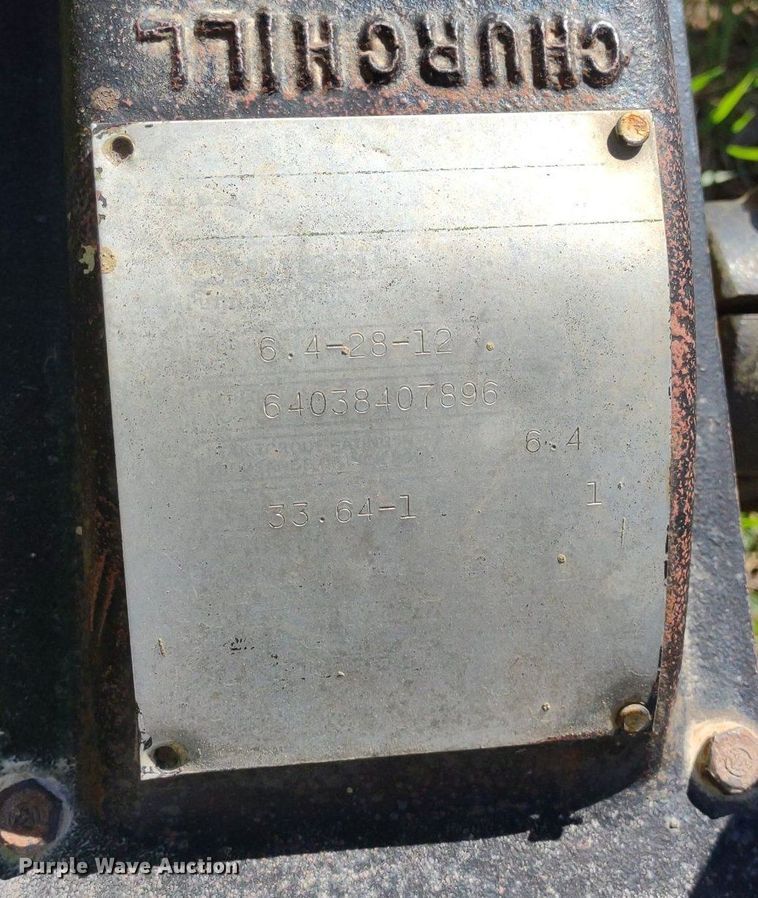 CHURCHILL
6.4-28-12
64038407896
6.4
33.64-1 1
Purple Wave Auction